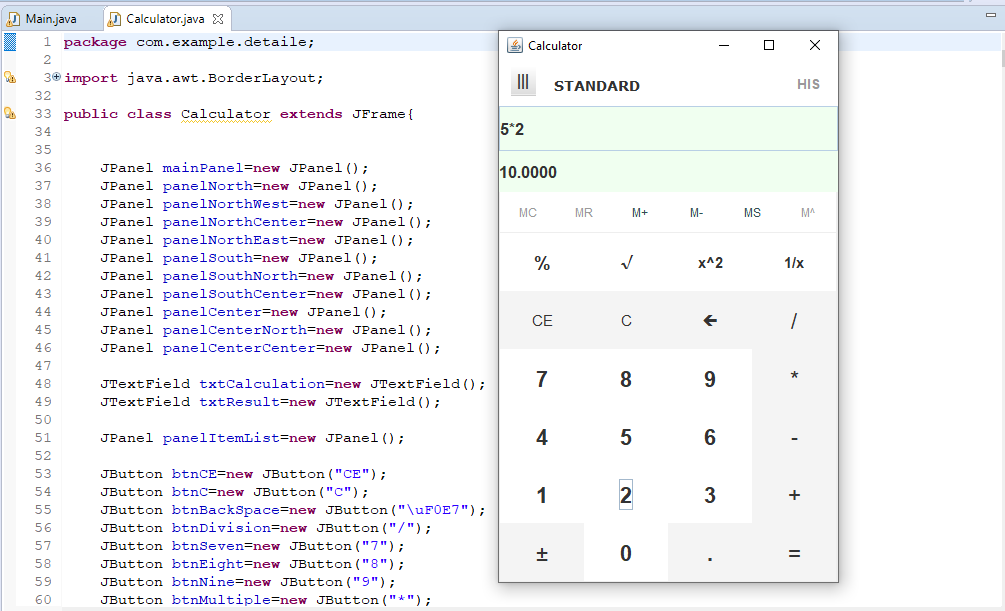 Main.java Calculator.java
1 package com.example.detaile;
2
3 import java.awt.BorderLayout;
32
33 public class Calculator extends JFrame{
34
35
36 JPanel mainPanel=new JPanel();
37 JPanel panelNorth=new JPanel();
38 JPanel panelNorthWest=new JPanel();
39 JPanel panelNorthCenter=new JPanel();
40 JPanel panelNorthEast=new JPanel();
41 JPanel panelSouth=new JPanel();
42 JPanel panelSouthNorth=new JPanel();
43 JPanel panelSouthCenter=new JPanel();
44 JPanel panelCenter=new JPanel();
45 JPanel panelCenterNorth=new JPanel();
46 JPanel panelCenterCenter=new JPanel();
47
48 JTextField txtCalculation=new JTextField();
49 JTextField txtResult=new JTextField();
50
51 JPanel panelItemList=new JPanel();
52
53 JButton btnCE=new JButton("CE");
54 JButton btnC=new JButton("C");
55 JButton btnBackSpace=new JButton("\uF0E7");
56 JButton btnDivision=new JButton("/");
57 JButton btnSeven=new JButton("7");
58 JButton btnEight=new JButton("8");
59 JButton btnNine=new JButton("9");
60 JButton btnMultiple=new JButton("*");
Calculator
STANDARD HIS
5*2
10.0000
MC MR M+ M- MS M^
% √ x^2 1/x
CE C 🡨 /
7 8 9 *
4 5 6 -
1 2 3 +
± 0 . =